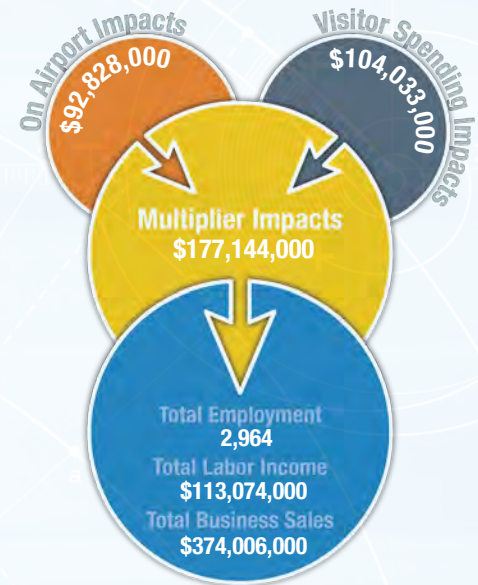 On Airport Impacts
$92,828,000
Visitor Spending Impacts
$104,033,000
Multiplier Impacts
$177,144,000
Total Employment
2,964
Total Labor Income
$113,074,000
Total Business Sales
$374,006,000